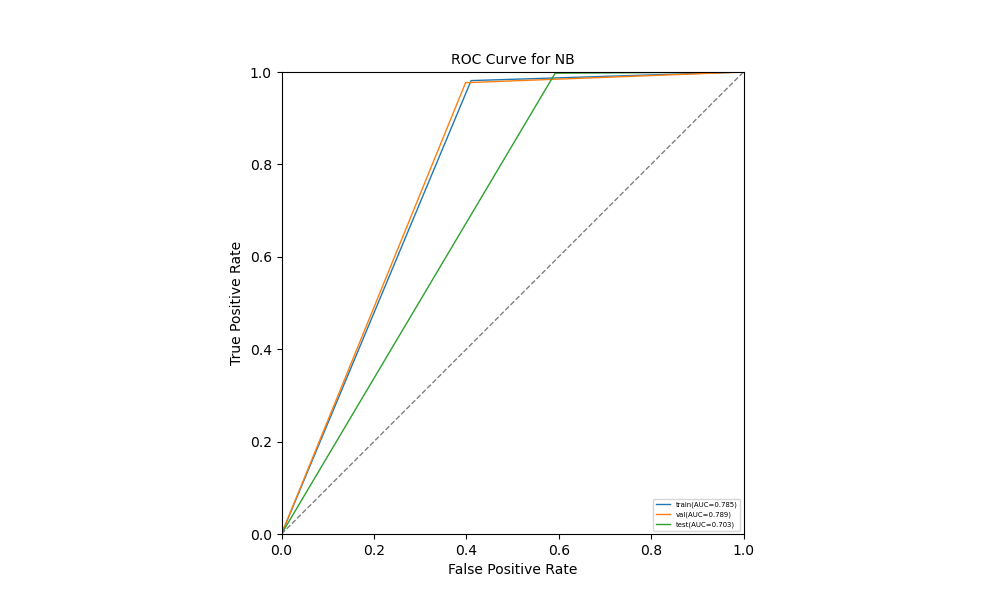 ROC Curve for NB
1.0
0.8
0.6
0.4
0.2
0.0
True Positive Rate
0.0 0.2 0.4 0.6 0.8 1.0
False Positive Rate
train(AUC=0.785)
val(AUC=0.789)
test(AUC=0.703)